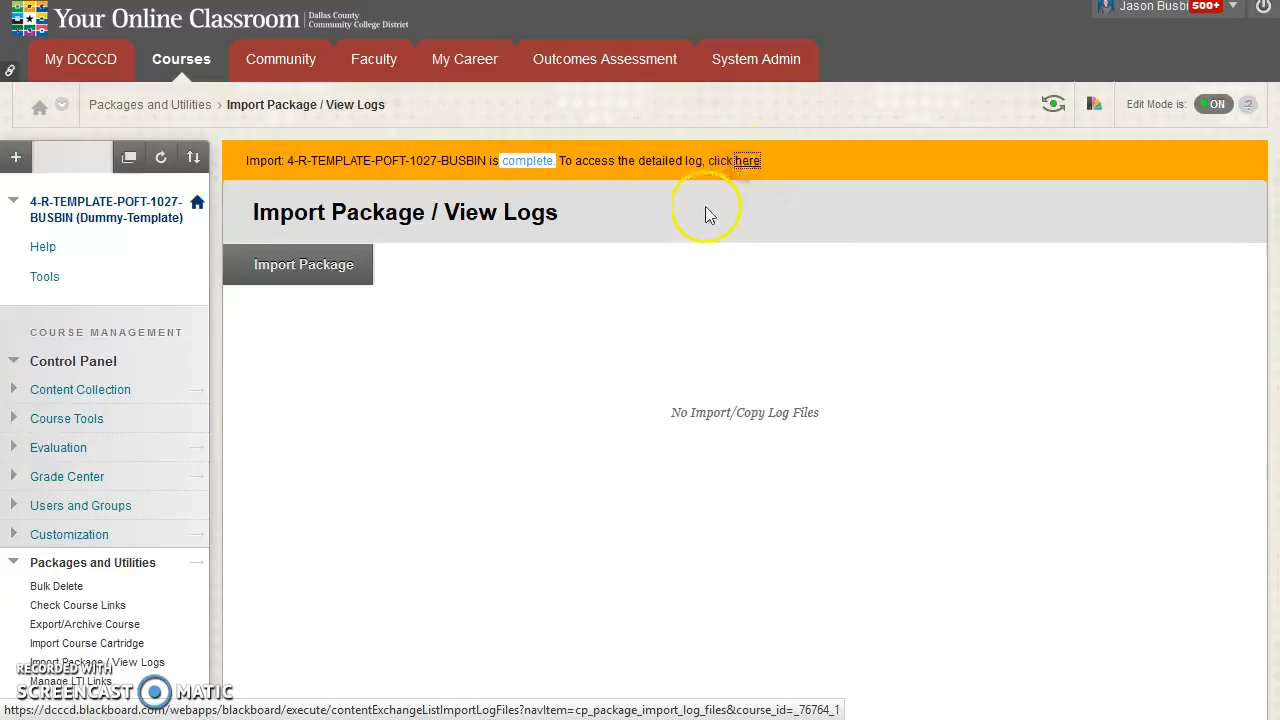 Your Online Classroom
Dallas County
Community College District
Jason Busbi 500+
My DCCCD
Courses
Community
Faculty
My Career
Outcomes Assessment
System Admin
Packages and Utilities > Import Package / View Logs
Edit Mode is: ON ?
+
4-R-TEMPLATE-POFT-1027-
BUSBIN (Dummy-Template)
Help
Tools
COURSE MANAGEMENT
Control Panel
Content Collection
Course Tools
Evaluation
Grade Center
Users and Groups
Customization
Packages and Utilities
Bulk Delete
Check Course Links
Export/Archive Course
Import Course Cartridge
Import Package / View Logs
Manage LTI Links
Import: 4-R-TEMPLATE-POFT-1027-BUSBIN is complete. To access the detailed log, click here
Import Package / View Logs
Import Package
No Import/Copy Log Files
RECORDED WITH
SCREENCAST MATIC
https://dcccd.blackboard.com/webapps/blackboard/execute/contentExchangeListImportLogFiles?navItem=cp_package_import_log_files&course_id=_76764_1